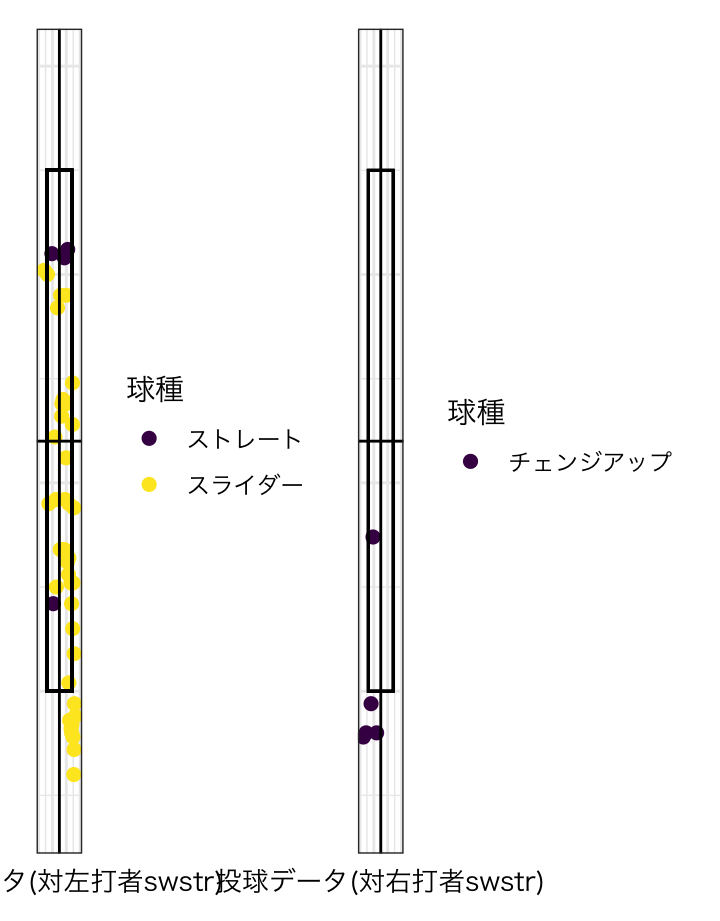 球種
ストレート
スライダー
球種
チェンジアップ
タ(対左打者swstr)
投球データ(対右打者swstr)